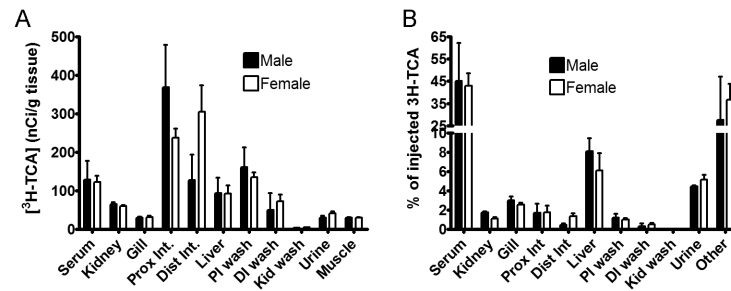 A
[³H-TCA] (nCi/g tissue)
500
400
300
200
100
0
Male
Female
Serum
Kidney
Gill
Prox Int.
Dist Int.
Liver
PI wash
DI wash
Kid wash
Urine
Muscle
B
% of injected 3H-TCA
65
55
45
35
25
10
8
6
4
2
0
Male
Female
Serum
Kidney
Gill
Prox Int
Dist Int
Liver
PI wash
DI wash
Kid wash
Urine
Other